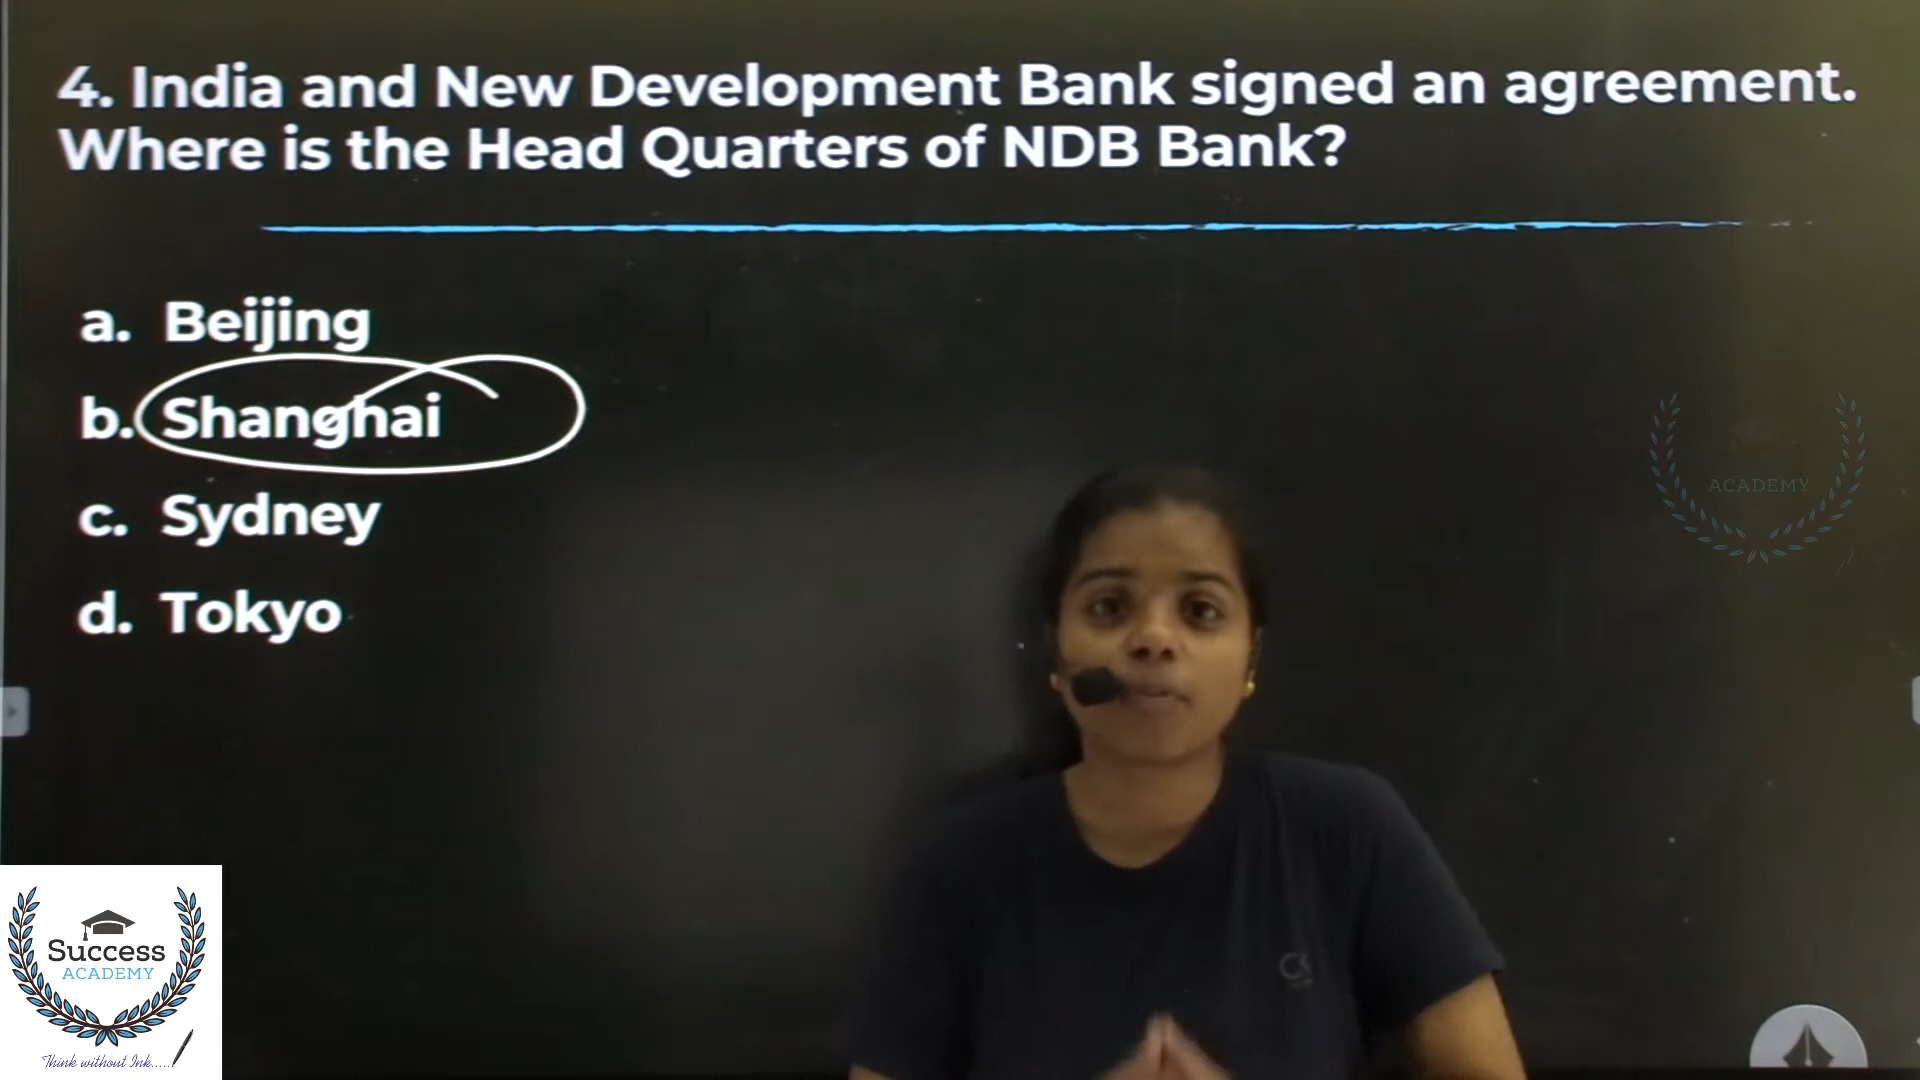 4. India and New Development Bank signed an agreement.
Where is the Head Quarters of NDB Bank?
a. Beijing
b. Shanghai
c. Sydney
d. Tokyo
ACADEMY
CK
Success
ACADEMY
Think without Ink.....